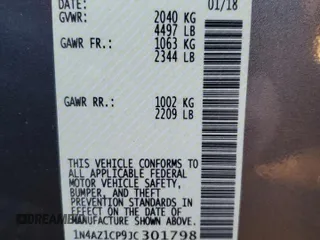 DATE: 01/18
GVWR: 2040 KG
4497 LB
GAWR FR.: 1063 KG
2344 LB
GAWR RR.: 1002 KG
2209 LB
THIS VEHICLE CONFORMS TO
ALL APPLICABLE FEDERAL
MOTOR VEHICLE SAFETY,
BUMPER, AND THEFT
PREVENTION STANDARDS
IN EFFECT ON THE DATE OF
MANUFACTURE SHOWN ABOVE.
1N4AZ1CP9JC301798